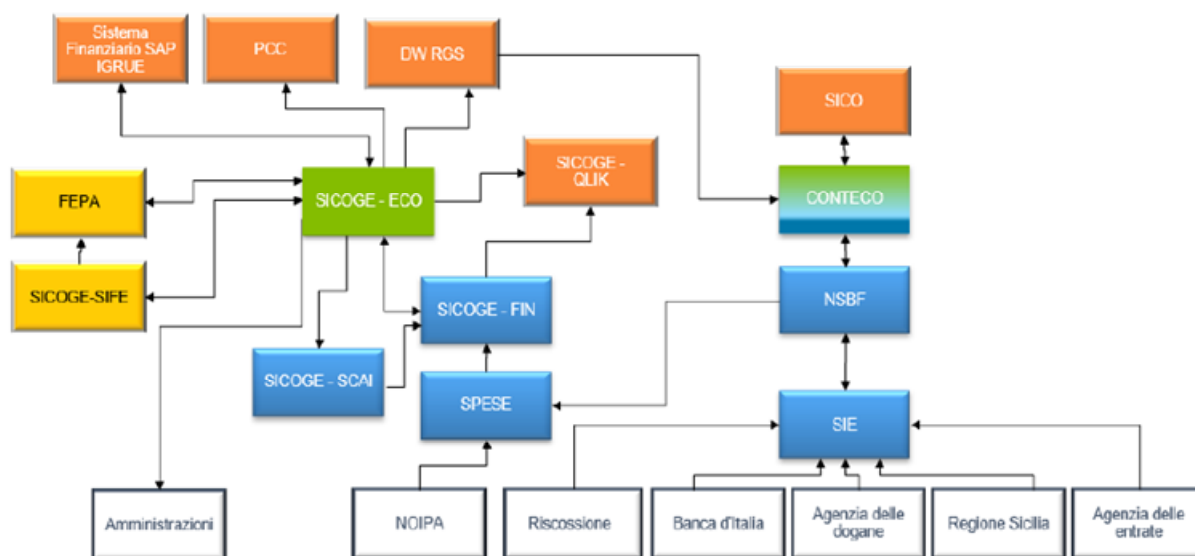 Sistema
Finanziario SAP
IGRUE
PCC
DW RGS
SICO
SICOGE -
QLIK
FEPA
SICOGE - ECO
CONTECO
SICOGE-SIFE
SICOGE - FIN
NSBF
SICOGE - SCAI
SPESE
SIE
Amministrazioni
NOIPA
Riscossione
Banca d'Italia
Agenzia delle
dogane
Regione Sicilia
Agenzia delle
entrate